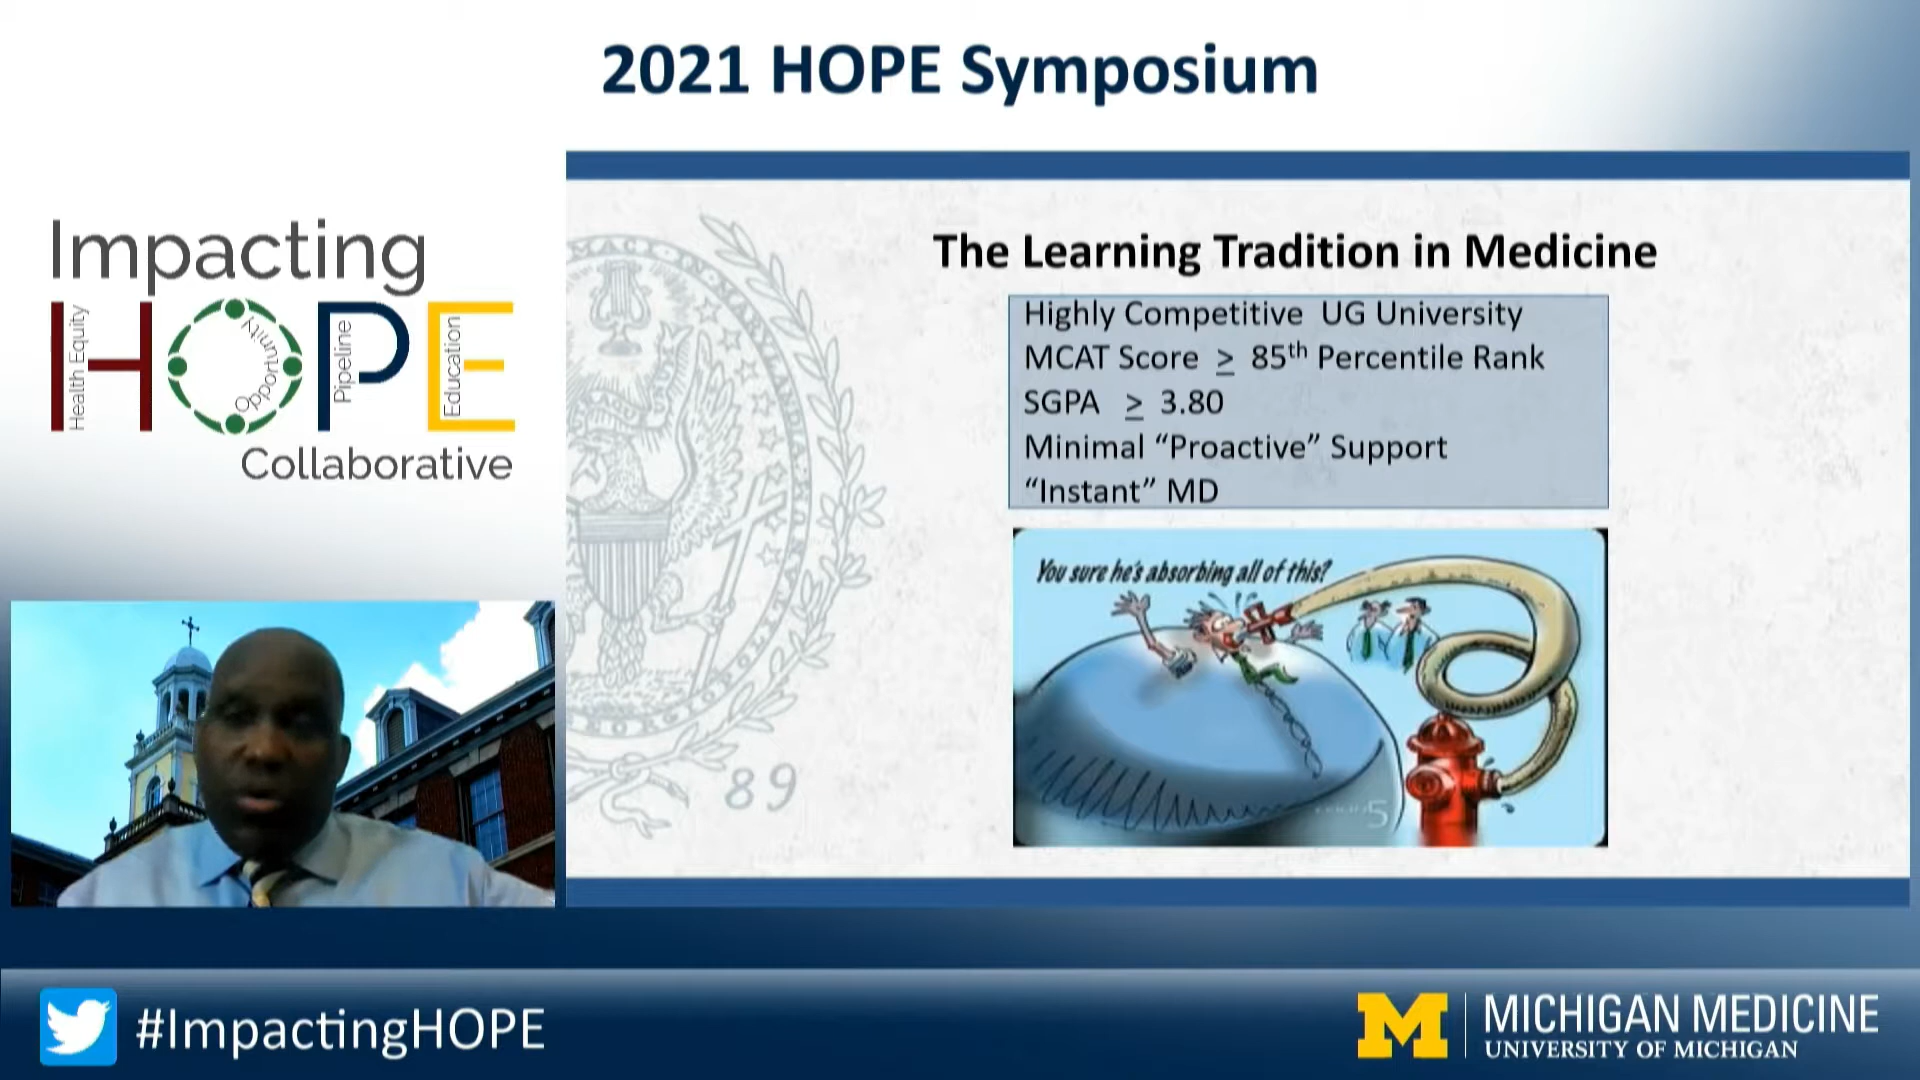 2021 HOPE Symposium
Impacting
HOPE
Health Equity
Opportunity
Pipeline
Education
Collaborative
The Learning Tradition in Medicine
Highly Competitive UG University
MCAT Score ≥ 85th Percentile Rank
SGPA ≥ 3.80
Minimal “Proactive” Support
“Instant” MD
You sure he's absorbing all of this?
5
89
#ImpactingHOPE
M
MICHIGAN MEDICINE
UNIVERSITY OF MICHIGAN